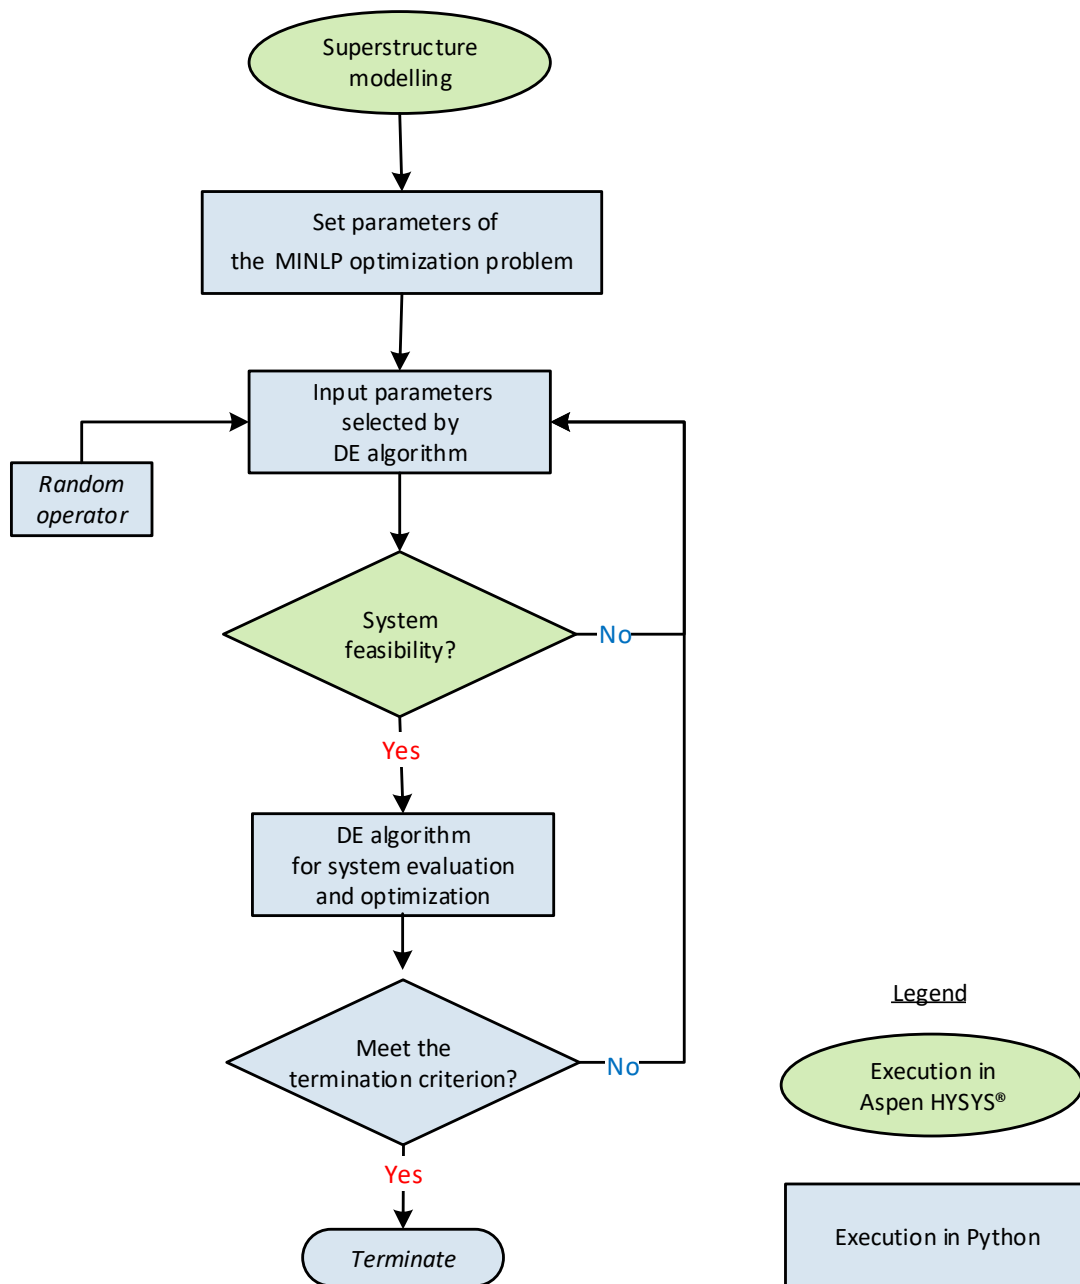 Superstructure
modelling
Set parameters of
the MINLP optimization problem
Input parameters
selected by
DE algorithm
Random
operator
System
feasibility?
No
Yes
DE algorithm
for system evaluation
and optimization
Meet the
termination criterion?
No
Yes
Terminate
Legend
Execution in
Aspen HYSYS®
Execution in Python